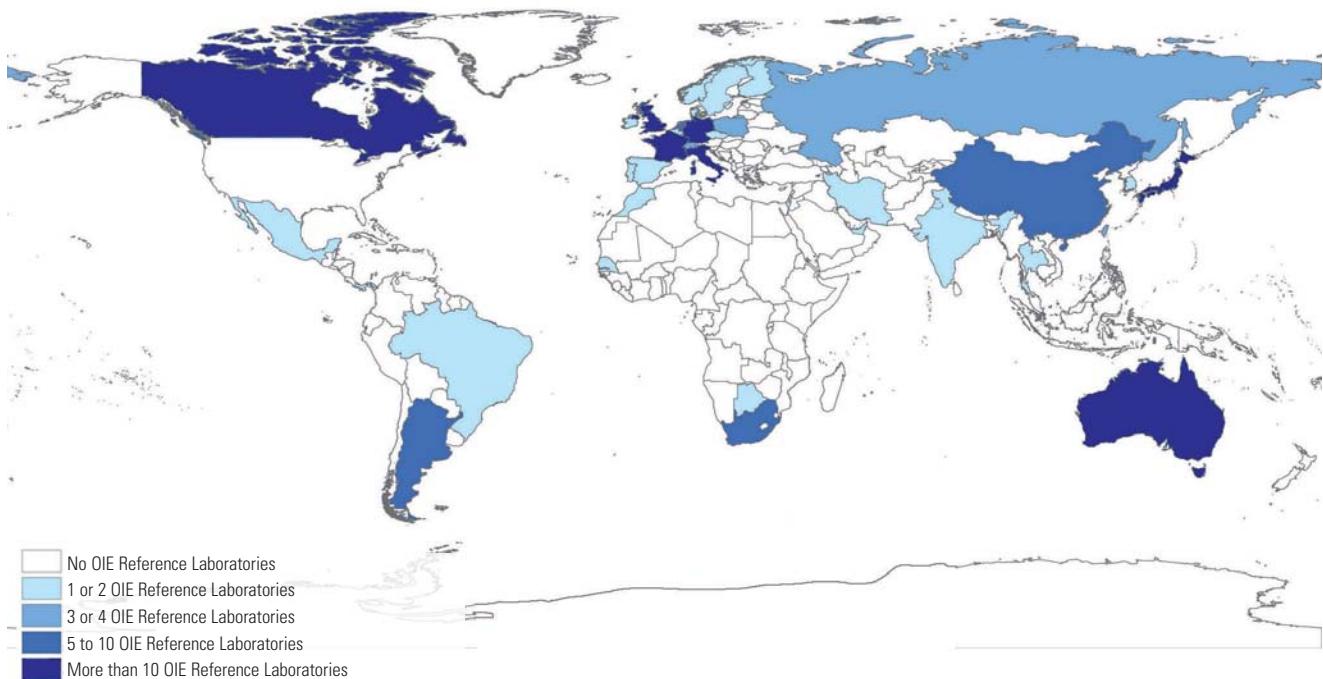 No OIE Reference Laboratories
1 or 2 OIE Reference Laboratories
3 or 4 OIE Reference Laboratories
5 to 10 OIE Reference Laboratories
More than 10 OIE Reference Laboratories